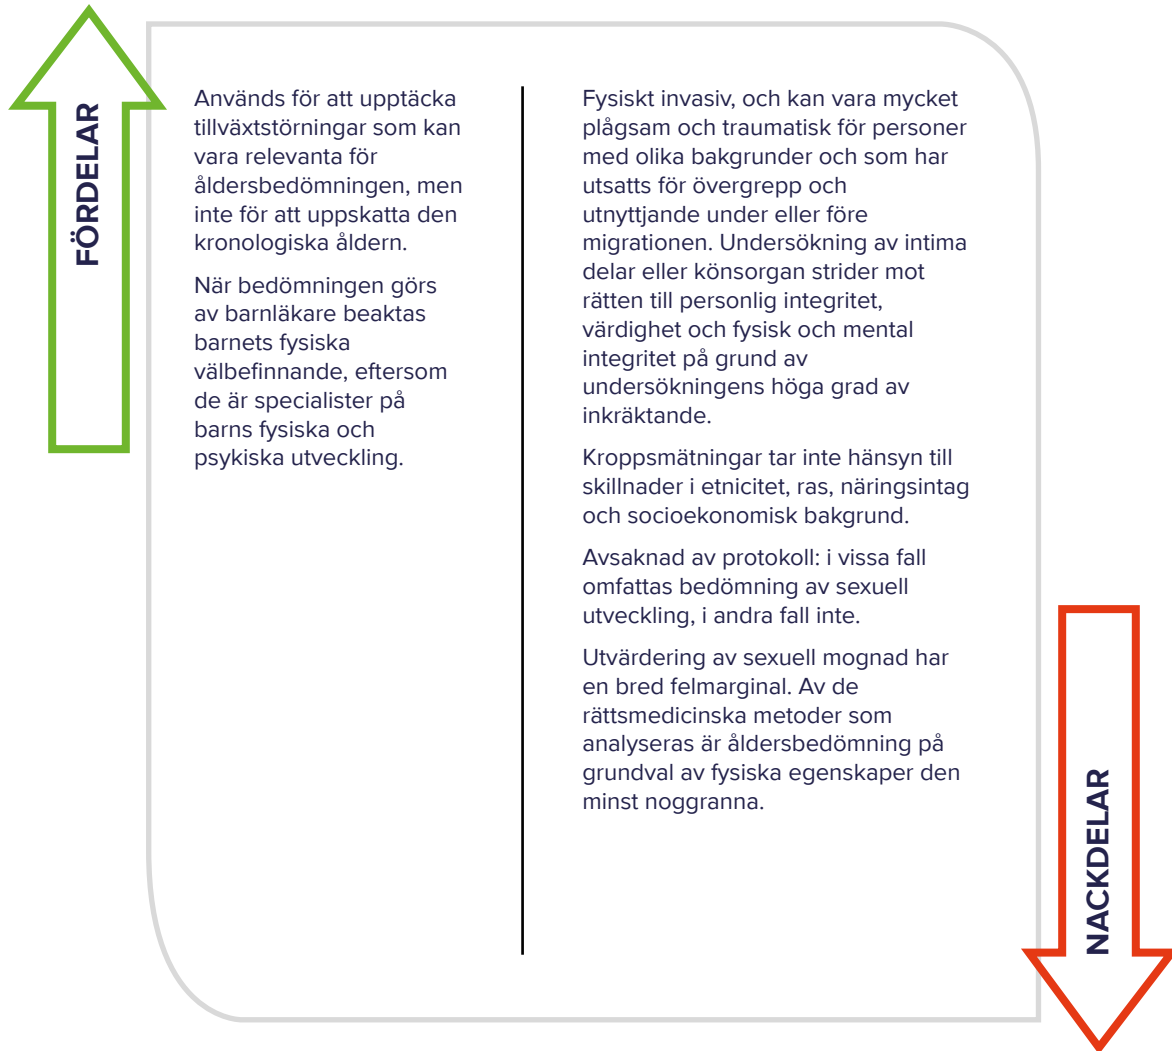 FÖRDELAR
Används för att upptäcka
tillväxtstörningar som kan
vara relevanta för
åldersbedömningen, men
inte för att uppskatta den
kronologiska åldern.
När bedömningen görs
av barnläkare beaktas
barnets fysiska
välbefinnande, eftersom
de är specialister på
barns fysiska och
psykiska utveckling.
Fysiskt invasiv, och kan vara mycket
plågsam och traumatisk för personer
med olika bakgrunder och som har
utsatts för övergrepp och
utnyttjande under eller före
migrationen. Undersökning av intima
delar eller könsorgan strider mot
rätten till personlig integritet,
värdighet och fysisk och mental
integritet på grund av
undersökningens höga grad av
inkräktande.
Kroppsmätningar tar inte hänsyn till
skillnader i etnicitet, ras, näringsintag
och socioekonomisk bakgrund.
Avsaknad av protokoll: i vissa fall
omfattas bedömning av sexuell
utveckling, i andra fall inte.
Utvärdering av sexuell mognad har
en bred felmarginal. Av de
rättsmedicinska metoder som
analyseras är åldersbedömning på
grundval av fysiska egenskaper den
minst noggranna.
NACKDELAR